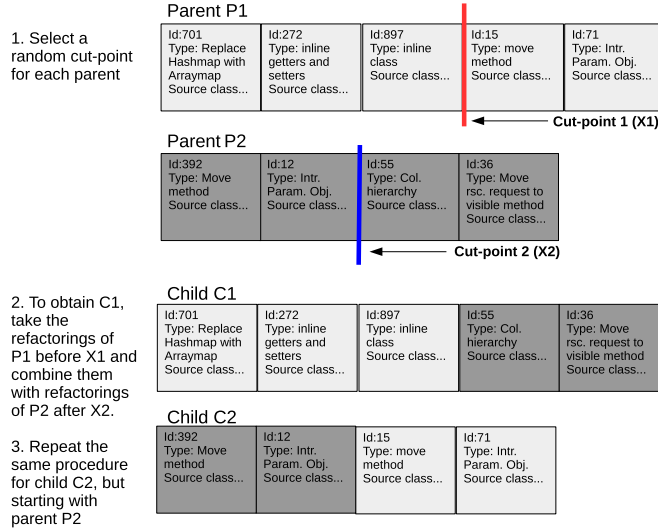 Parent P1
1. Select a
random cut-point
for each parent
Id:701
Type: Replace
Hashmap with
Arraymap
Source class...
Id:272
Type: inline
getters and
setters
Source class...
Id:897
Type: inline
class
Source class...
Id:15
Type: move
method
Source class...
Id:71
Type: Intr.
Param. Obj.
Source class...
Cut-point 1 (X1)
Parent P2
Id:392
Type: Move
method
Source class...
Id:12
Type: Intr.
Param. Obj.
Source class...
Id:55
Type: Col.
hierarchy
Source class...
Id:36
Type: Move
rsc. request to
visible method
Source class...
Cut-point 2 (X2)
2. To obtain C1,
take the
refactorings of
P1 before X1 and
combine them
with refactorings
of P2 after X2.
Child C1
Id:701
Type: Replace
Hashmap with
Arraymap
Source class...
Id:272
Type: inline
getters and
setters
Source class...
Id:897
Type: inline
class
Source class...
Id:55
Type: Col.
hierarchy
Source class...
Id:36
Type: Move
rsc. request to
visible method
Source class...
3. Repeat the
same procedure
for child C2, but
starting with
parent P2
Child C2
Id:392
Type: Move
method
Source class...
Id:12
Type: Intr.
Param. Obj.
Source class...
Id:15
Type: move
method
Source class...
Id:71
Type: Intr.
Param. Obj.
Source class...